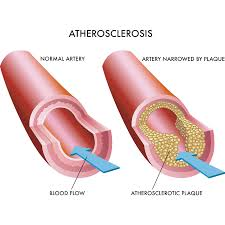 ATHEROSCLEROSIS
NORMAL ARTERY
ARTERY NARROWED BY PLAQUE
BLOOD FLOW
ATHEROSCLEROTIC PLAQUE